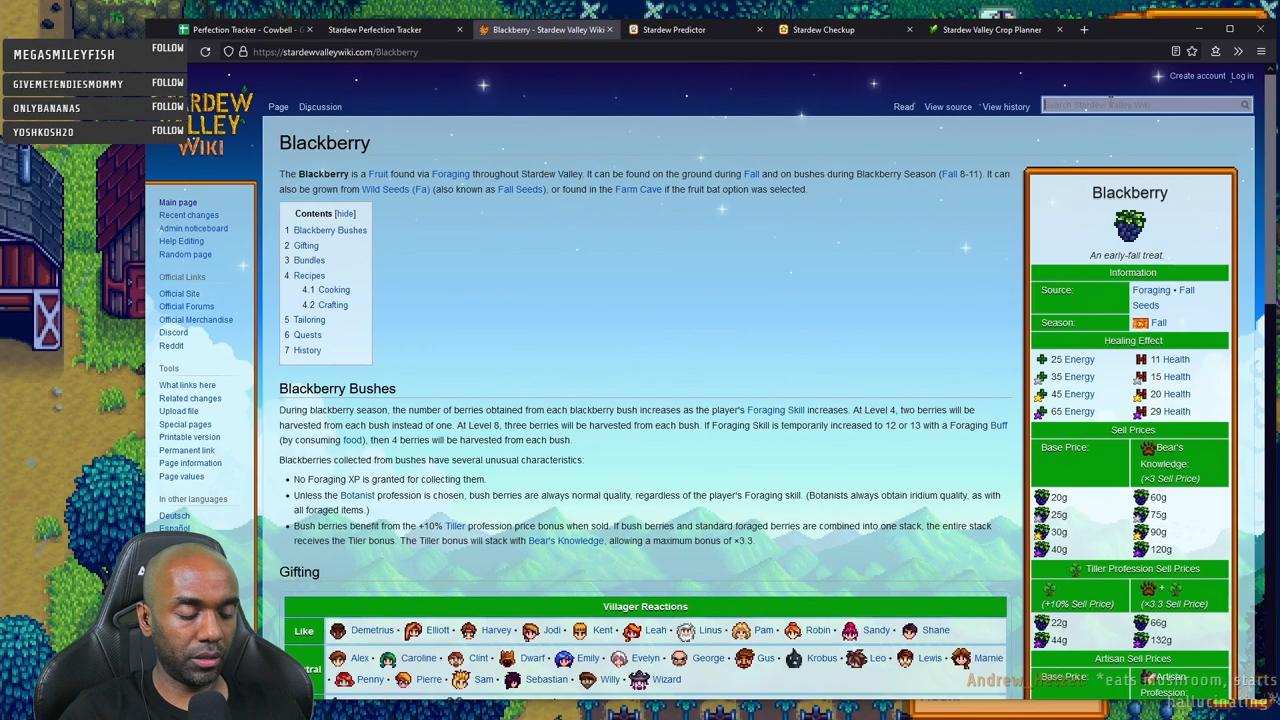 Perfection Tracker - Cowbell - G
Stardew Perfection Tracker
Blackberry - Stardew Valley Wiki
Stardew Predictor
Stardew Checkup
Stardew Valley Crop Planner
MEGASMILEYFISH FOLLOW
GIVEMETENDIESMOMMY FOLLOW
ONLYBANANAS FOLLOW
YOSHKOSH20 FOLLOW
https://stardewvalleywiki.com/Blackberry
Create account Log in
Page Discussion
Read View source View history
Search Stardew Valley Wiki
ARDEW
VALLEY
WIKI
Main page
Recent changes
Admin noticeboard
Help Editing
Random page
Official Links
Official Site
Official Forums
Official Merchandise
Discord
Reddit
Tools
What links here
Related changes
Upload file
Special pages
Printable version
Permanent link
Page information
Page values
In other languages
Deutsch
Español
Blackberry
The Blackberry is a Fruit found via Foraging throughout Stardew Valley. It can be found on the ground during Fall and on bushes during Blackberry Season (Fall 8-11). It can
also be grown from Wild Seeds (Fa) (also known as Fall Seeds), or found in the Farm Cave if the fruit bat option was selected.
Contents [hide]
1 Blackberry Bushes
2 Gifting
3 Bundles
4 Recipes
4.1 Cooking
4.2 Crafting
5 Tailoring
6 Quests
7 History
Blackberry Bushes
During blackberry season, the number of berries obtained from each blackberry bush increases as the player's Foraging Skill increases. At Level 4, two berries will be
harvested from each bush instead of one. At Level 8, three berries will be harvested from each bush. If Foraging Skill is temporarily increased to 12 or 13 with a Foraging Buff
(by consuming food), then 4 berries will be harvested from each bush.
Blackberries collected from bushes have several unusual characteristics:
• No Foraging XP is granted for collecting them.
• Unless the Botanist profession is chosen, bush berries are always normal quality, regardless of the player's Foraging skill. (Botanists always obtain iridium quality, as with
all foraged items.)
• Bush berries benefit from the +10% Tiller profession price bonus when sold. If bush berries and standard foraged berries are combined into one stack, the entire stack
receives the Tiler bonus. The Tiller bonus will stack with Bear's Knowledge, allowing a maximum bonus of ×3.3.
Gifting
Villager Reactions
Like
Demetrius • Elliott • Harvey • Jodi • Kent • Leah • Linus • Pam • Robin • Sandy • Shane
Alex • Caroline • Clint • Dwarf • Emily • Evelyn • George • Gus • Krobus • Leo • Lewis • Marnie
• Penny • Pierre • Sam • Sebastian • Willy • Wizard
Blackberry
An early-fall treat.
Information
Source: Foraging • Fall
Seeds
Season: Fall
Healing Effect
25 Energy 11 Health
35 Energy 15 Health
45 Energy 20 Health
65 Energy 29 Health
Sell Prices
Base Price: Bear's
Knowledge:
(×3 Sell Price)
20g 60g
25g 75g
30g 90g
40g 120g
Tiller Profession Sell Prices
(+10% Sell Price) (×3.3 Sell Price)
22g 66g
44g 132g
Artisan Sell Prices
Base Price: Artisan
Profession:
*eats mushroom, starts
hallucinating*